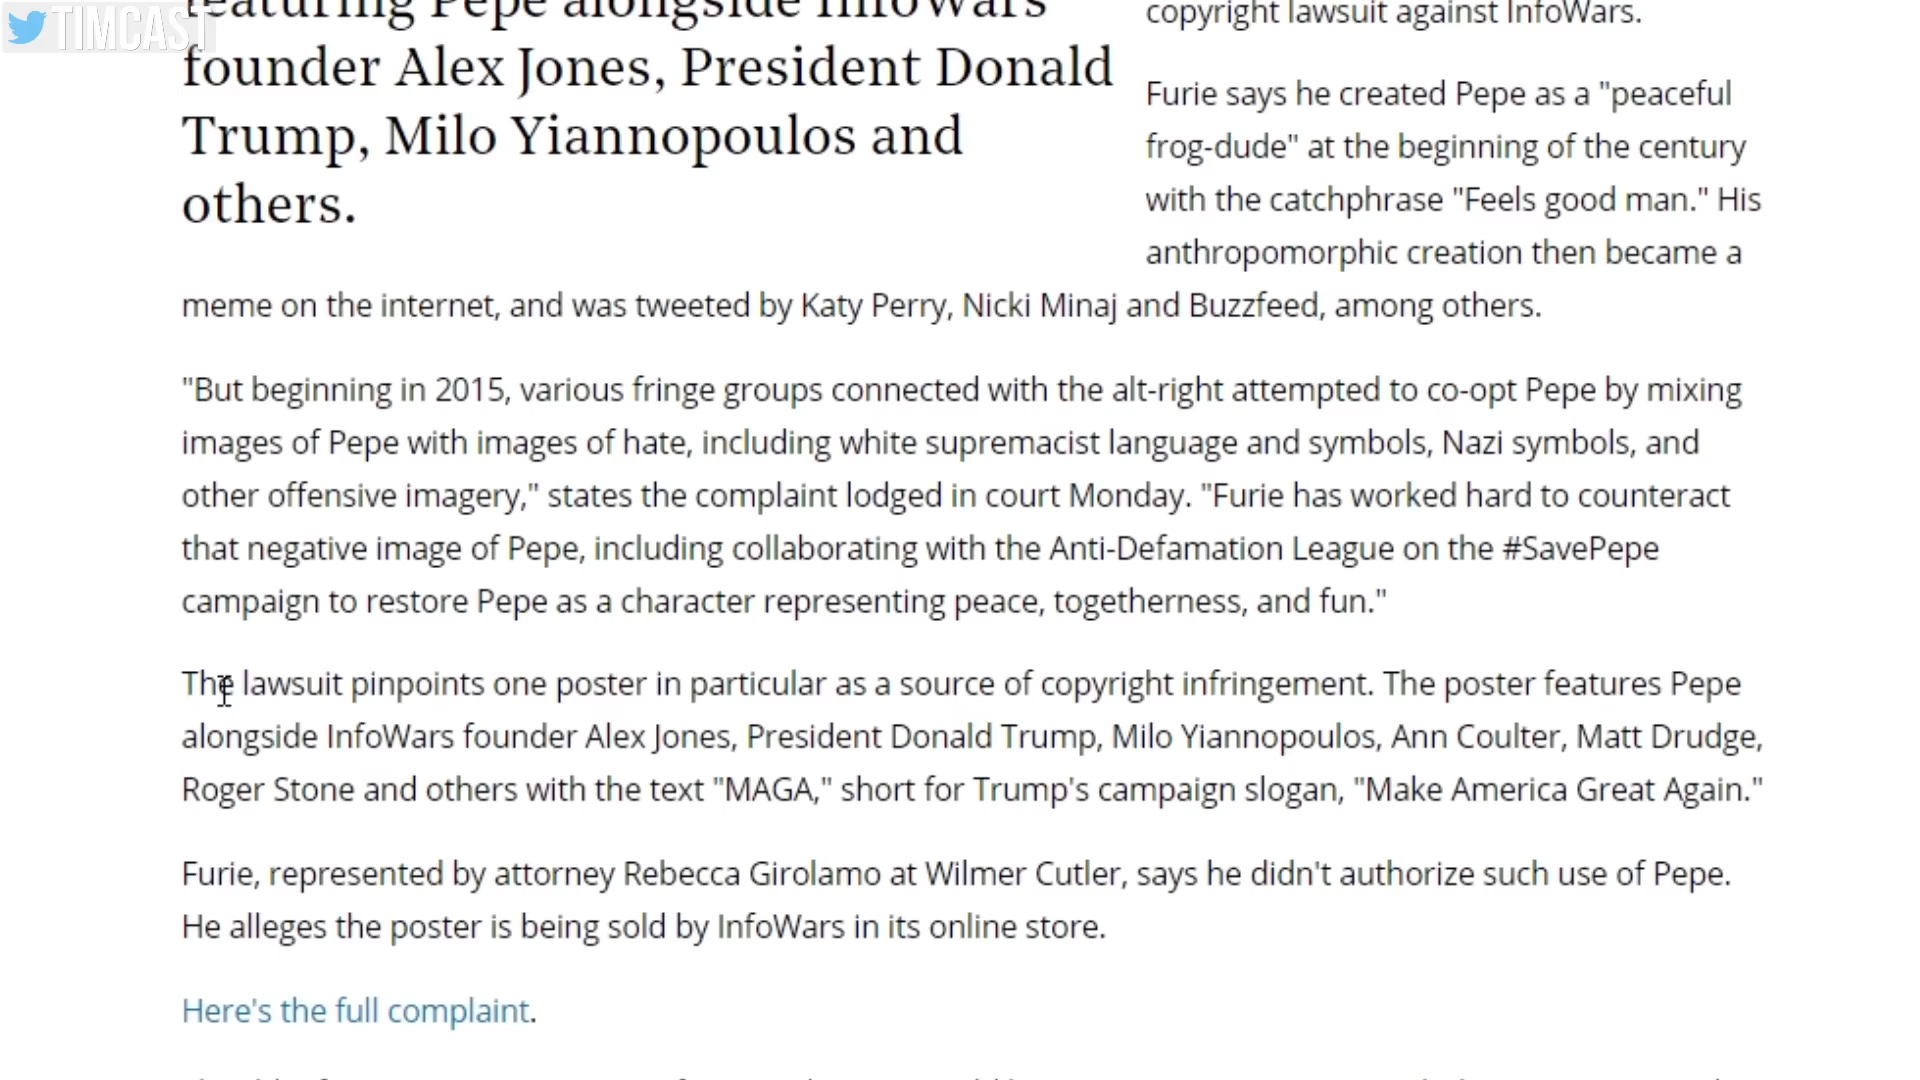 TIMCAST
featuring Pepe alongside InfoWars
founder Alex Jones, President Donald
Trump, Milo Yiannopoulos and
others.
copyright lawsuit against InfoWars.
Furie says he created Pepe as a "peaceful
frog-dude" at the beginning of the century
with the catchphrase "Feels good man." His
anthropomorphic creation then became a
meme on the internet, and was tweeted by Katy Perry, Nicki Minaj and Buzzfeed, among others.
"But beginning in 2015, various fringe groups connected with the alt-right attempted to co-opt Pepe by mixing
images of Pepe with images of hate, including white supremacist language and symbols, Nazi symbols, and
other offensive imagery," states the complaint lodged in court Monday. "Furie has worked hard to counteract
that negative image of Pepe, including collaborating with the Anti-Defamation League on the #SavePepe
campaign to restore Pepe as a character representing peace, togetherness, and fun."
The lawsuit pinpoints one poster in particular as a source of copyright infringement. The poster features Pepe
alongside InfoWars founder Alex Jones, President Donald Trump, Milo Yiannopoulos, Ann Coulter, Matt Drudge,
Roger Stone and others with the text "MAGA," short for Trump's campaign slogan, "Make America Great Again."
Furie, represented by attorney Rebecca Girolamo at Wilmer Cutler, says he didn't authorize such use of Pepe.
He alleges the poster is being sold by InfoWars in its online store.
Here's the full complaint.